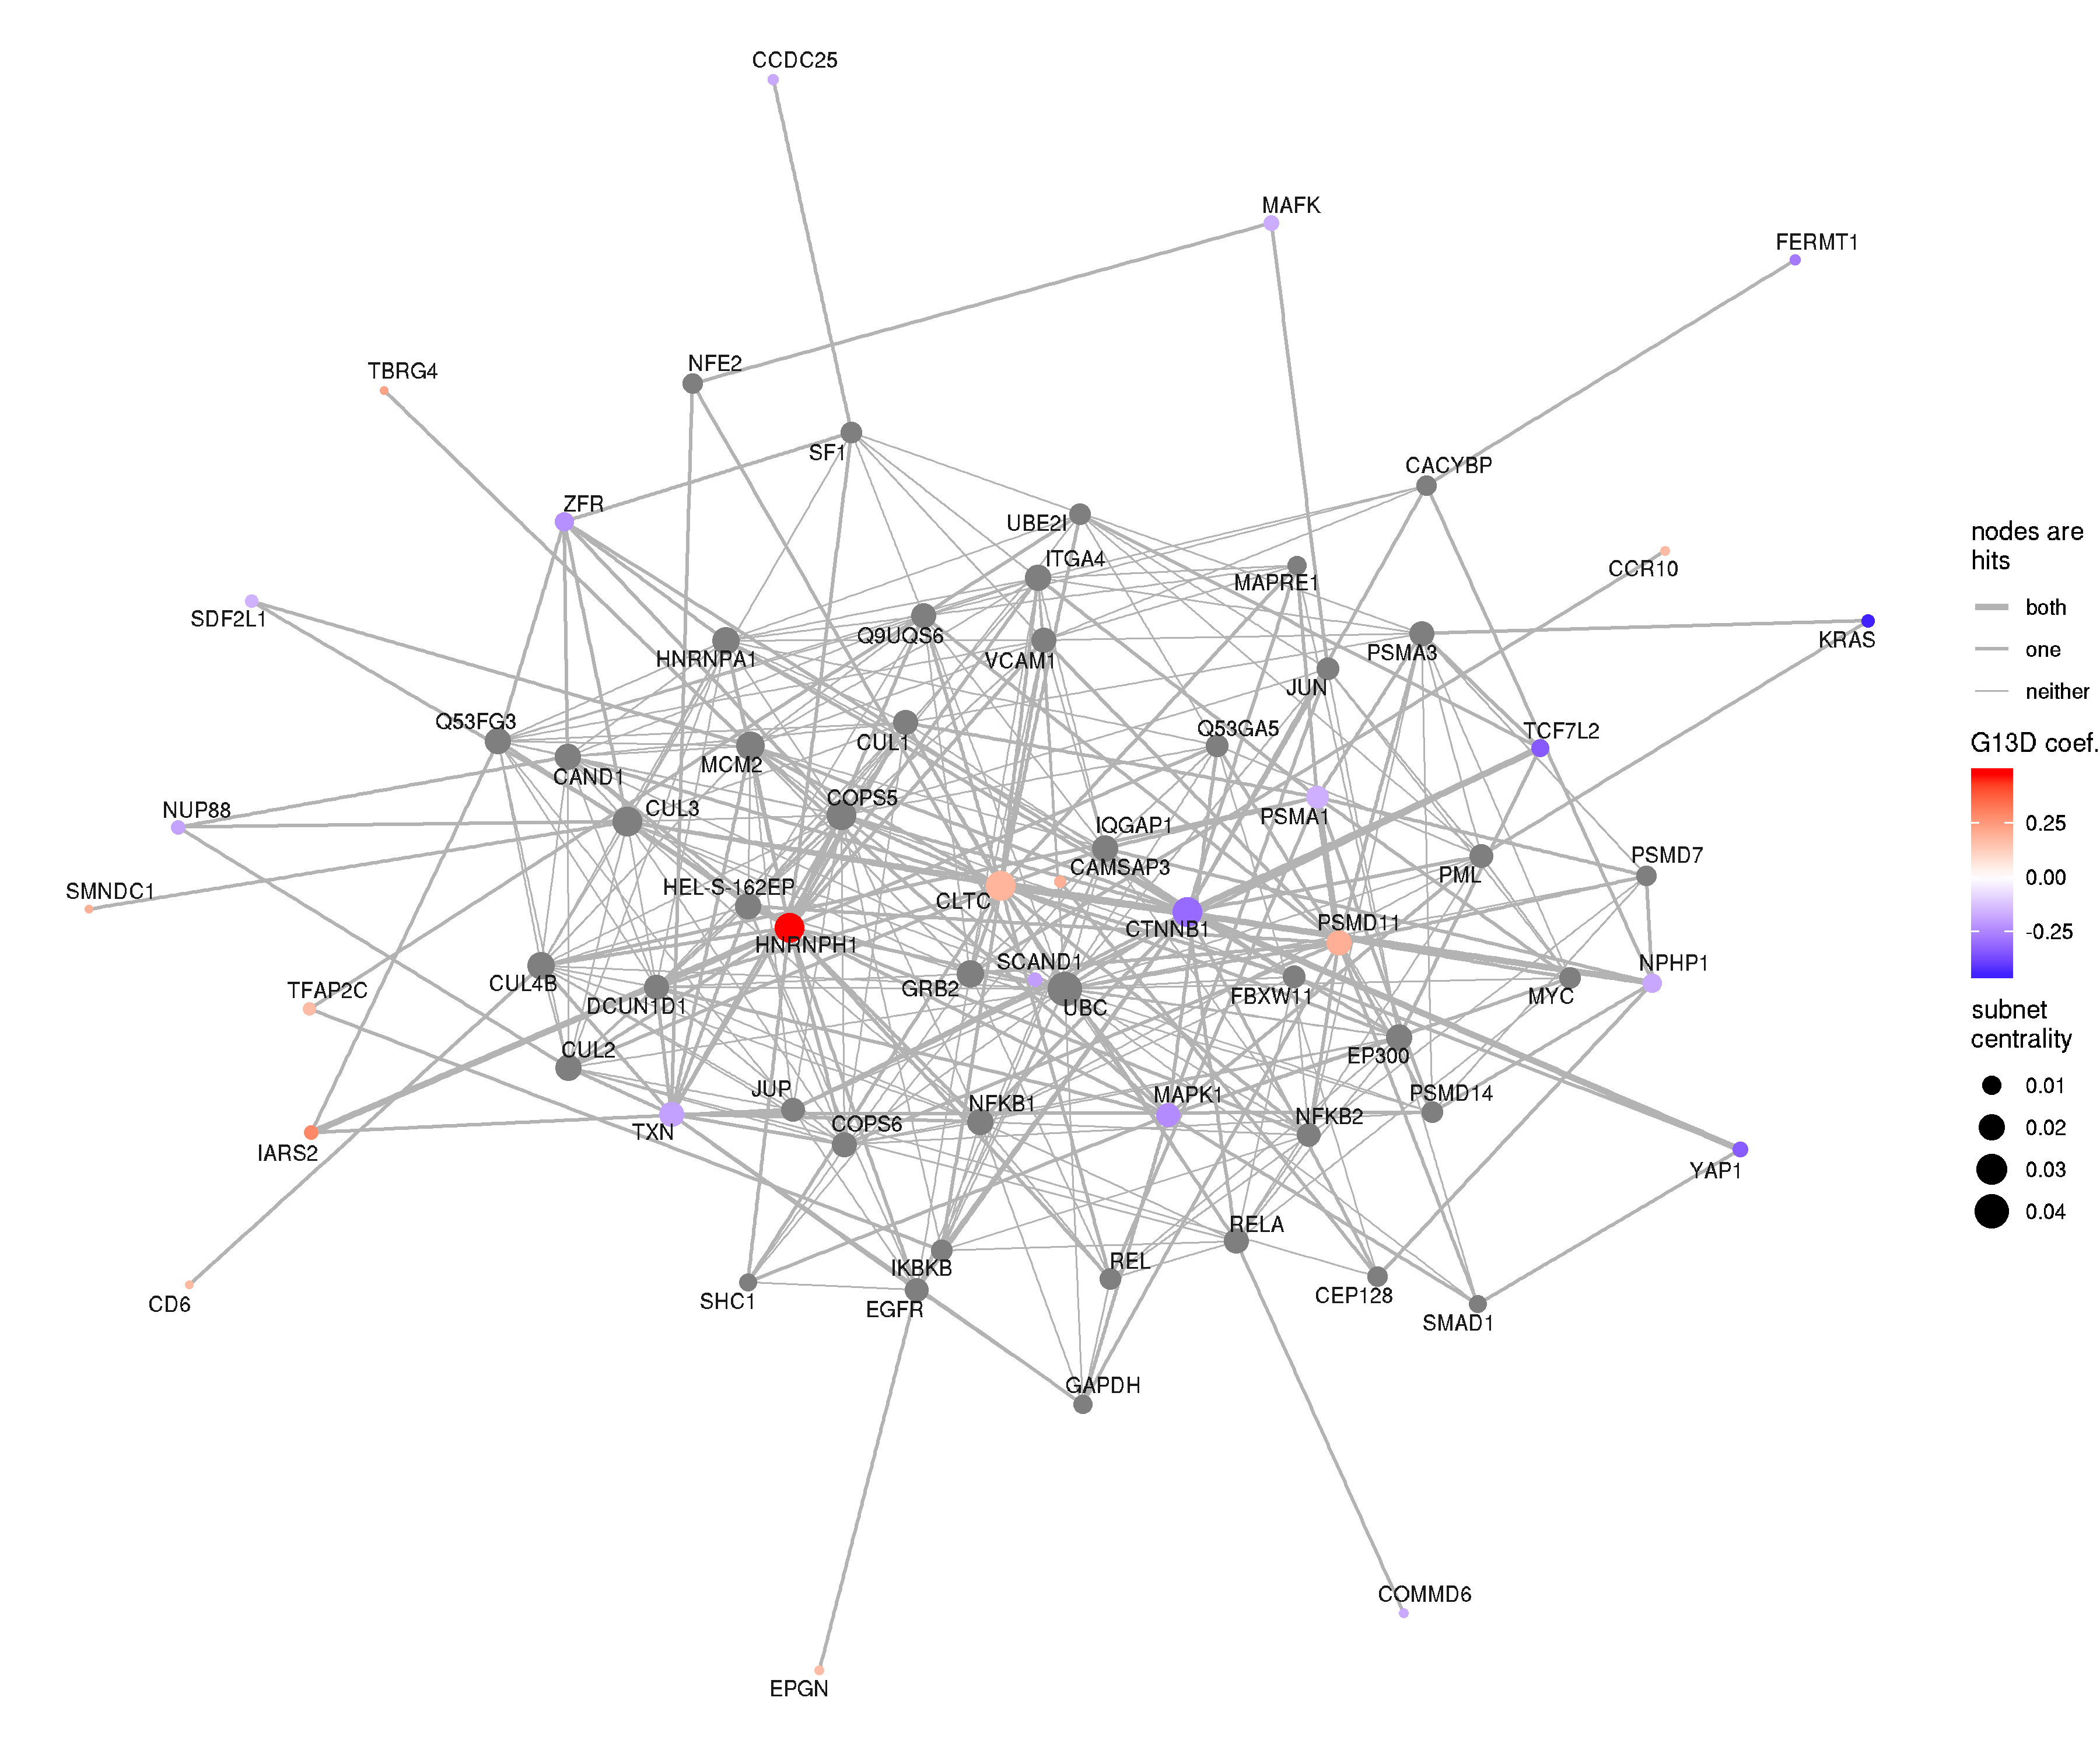 CCDC25
MAFK
FERMT1
TBRG4
NFE2
SF1
CACYBP
ZFR
UBE2I
ITGA4
MAPRE1
CCR10
SDF2L1
Q9UQS6
HNRNPA1
VCAM1
PSMA3
KRAS
JUN
Q53FG3
CUL1
Q53GA5
TCF7L2
CAND1
MCM2
NUP88
CUL3
COPS5
PSMA1
IQGAP1
PSMD7
SMNDC1
HEL-S-162EP
CAMSAP3
PML
CLTC
HNRNPH1
CTNNB1
PSMD11
SCAND1
NPHP1
TFAP2C
CUL4B
DCUN1D1
GRB2
UBC
FBXW11
MYC
CUL2
EP300
JUP
NFKB1
MAPK1
PSMD14
TXN
COPS6
NFKB2
IARS2
YAP1
RELA
IKBKB
REL
CD6
SHC1
EGFR
CEP128
SMAD1
GAPDH
COMMD6
EPGN
nodes are
hits
both
one
neither
G13D coef.
0.25
0.00
-0.25
subnet
centrality
0.01
0.02
0.03
0.04